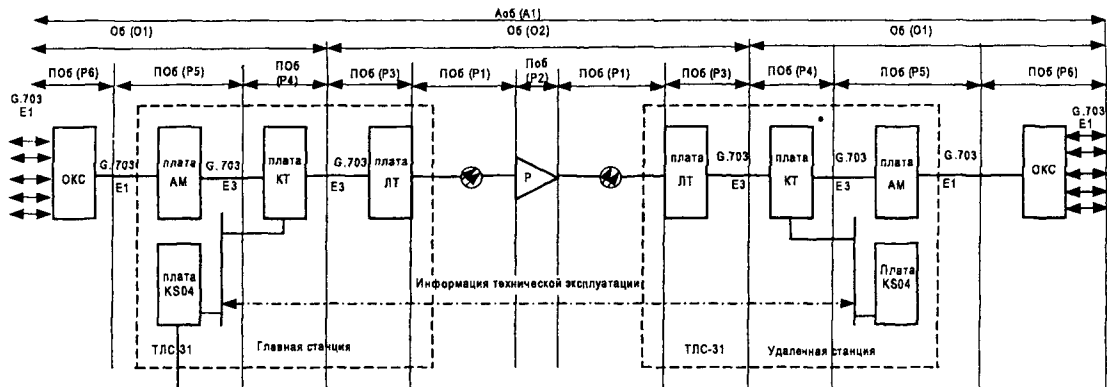 Аоб (А1)
Об (О1)
Об (О2)
Об (О1)
ПОб (Р6)
ПОб (Р5)
ПОб
(Р4)
ПОб (Р3)
ПОб (Р1)
Поб
(Р2)
ПОб (Р1)
ПОб (Р3)
ПОб (Р4)
ПОб (Р5)
ПОб (Р6)
G.703
E1
ОКС
G.703
E1
плата
АМ
G.703
E3
плата
КТ
G.703
E3
плата
ЛТ
Р
плата
ЛТ
G.703
E3
плата
КТ
G.703
E3
плата
АМ
G.703
E1
ОКС
G.703
E1
плата
KS04
Информация технической эксплуатации
Плата
KS04
ТЛС-31
Главная станция
ТЛС-31
Удаленная станция